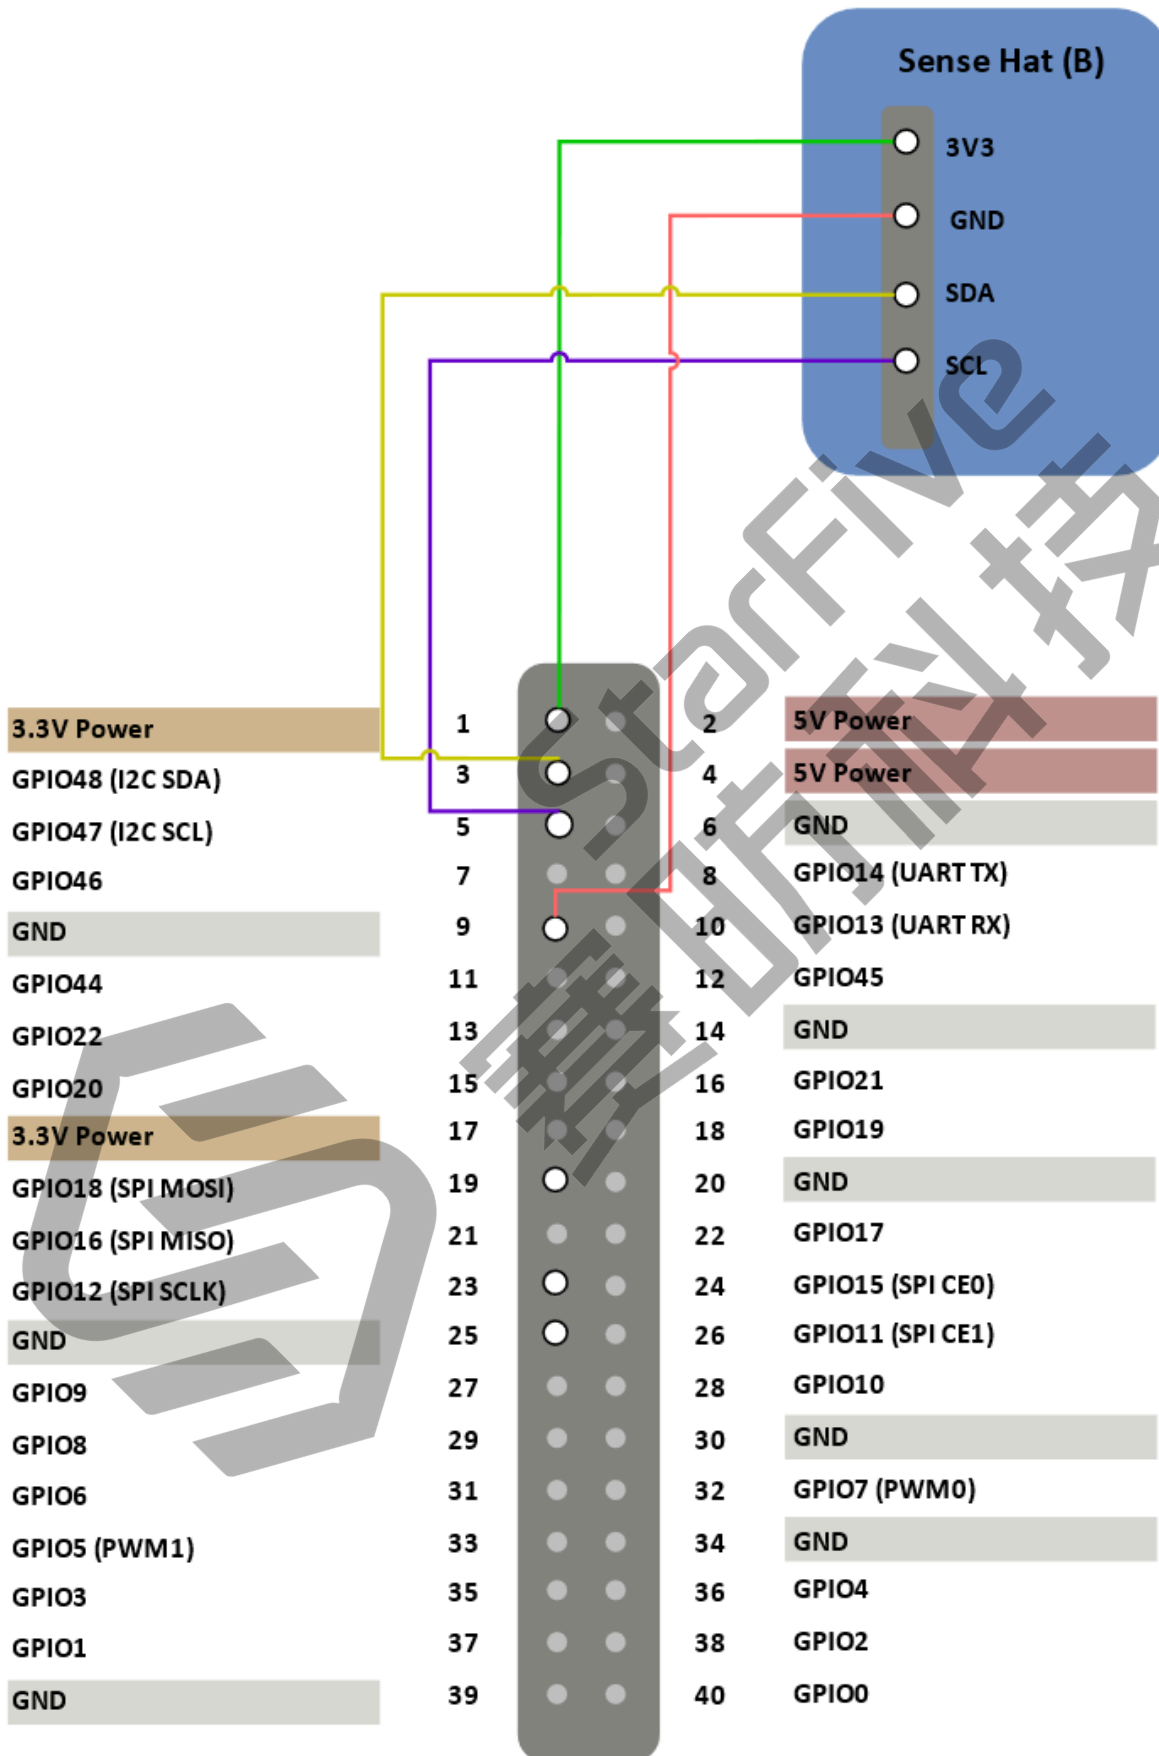 Sense Hat (B)
3V3
GND
SDA
SCL
3.3V Power 1 2 5V Power
GPIO48 (I2C SDA) 3 4 5V Power
GPIO47 (I2C SCL) 5 6 GND
GPIO46 7 8 GPIO14 (UART TX)
GND 9 10 GPIO13 (UART RX)
GPIO44 11 12 GPIO45
GPIO22 13 14 GND
GPIO20 15 16 GPIO21
3.3V Power 17 18 GPIO19
GPIO18 (SPI MOSI) 19 20 GND
GPIO16 (SPI MISO) 21 22 GPIO17
GPIO12 (SPI SCLK) 23 24 GPIO15 (SPI CE0)
GND 25 26 GPIO11 (SPI CE1)
GPIO9 27 28 GPIO10
GPIO8 29 30 GND
GPIO6 31 32 GPIO7 (PWM0)
GPIO5 (PWM1) 33 34 GND
GPIO3 35 36 GPIO4
GPIO1 37 38 GPIO2
GND 39 40 GPIO0
StarFive
赛昉科技